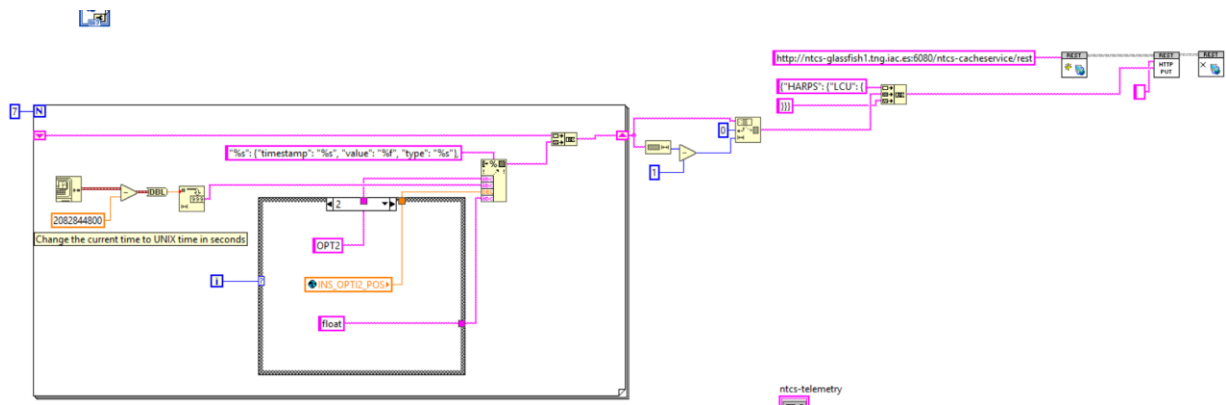 http://ntcs-glassfish1.tng.iac.es:6080/ntcs-cacheservice/rest
REST
REST
HTTP
PUT
REST
{"HARPS": {"LCU": {
}}}
7
N
0
1
"%s": {"timestamp": "%s", "value": "%f", "type": "%s"},
DBL
2082844800
Change the current time to UNIX time in seconds
2
OPT2
i
?
INS_OPTI2_POS
float
ntcs-telemetry